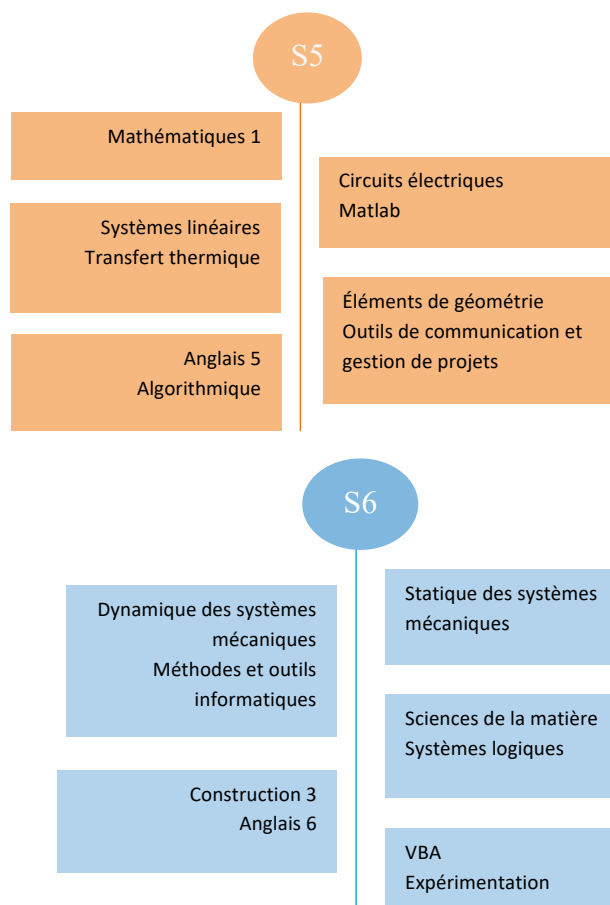 S5
Mathématiques 1
Circuits électriques
Matlab
Systèmes linéaires
Transfert thermique
Éléments de géométrie
Outils de communication et
gestion de projets
Anglais 5
Algorithmique
S6
Statique des systèmes
mécaniques
Dynamique des systèmes
mécaniques
Méthodes et outils
informatiques
Sciences de la matière
Systèmes logiques
Construction 3
Anglais 6
VBA
Expérimentation